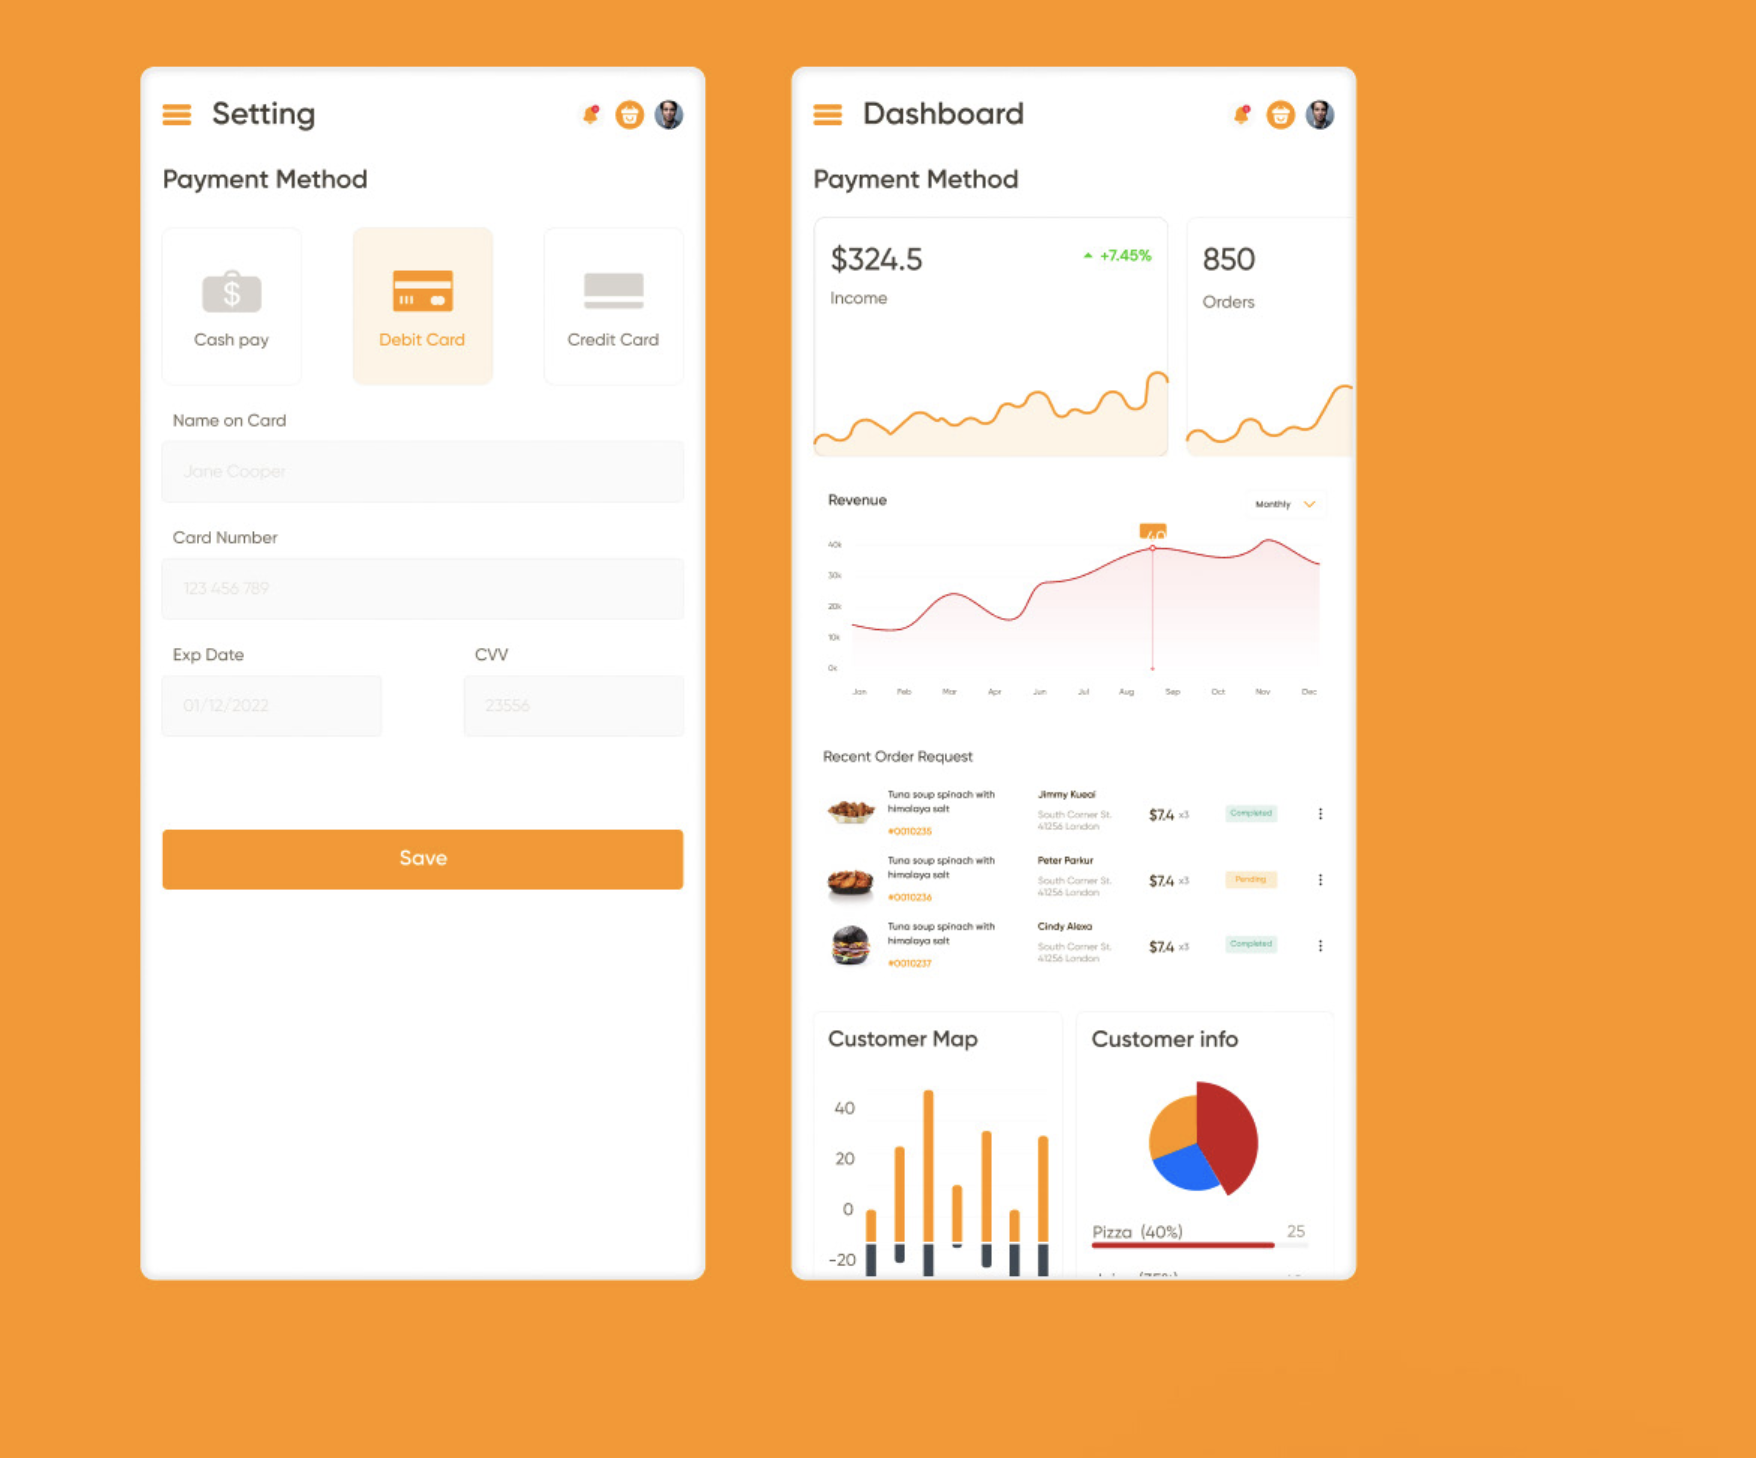 Setting
Payment Method
$
Cash pay
Debit Card
Credit Card
Name on Card
Jane Cooper
Card Number
123 456 789
Exp Date
CVV
01/12/2022
23556
Save
Dashboard
Payment Method
$324.5
+7.45%
Income
850
Orders
Revenue
Monthly
40
40k
30k
20k
10k
0k
Jan Feb Mar Apr Jun Jul Aug Sep Oct Nov Dec
Recent Order Request
Tuna soup spinach with
himalaya salt
#0010235
Jimmy Kueai
South Corner St.
41256 London
$7.4 x3
Completed
Tuna soup spinach with
himalaya salt
#0010236
Peter Parkur
South Corner St.
41256 London
$7.4 x3
Pending
Tuna soup spinach with
himalaya salt
#0010237
Cindy Alexa
South Corner St.
41256 London
$7.4 x3
Completed
Customer Map
40
20
0
-20
Customer info
Pizza (40%)
25